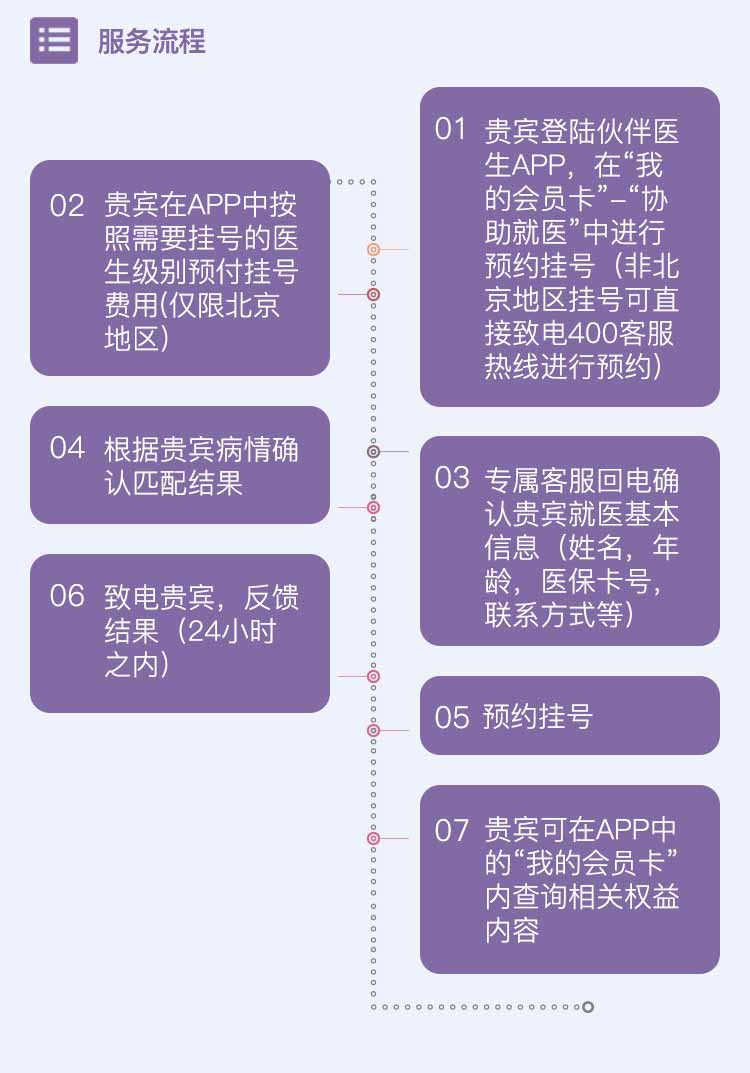 服务流程
01 贵宾登陆伙伴医
生APP，在“我
的会员卡”–“协
助就医”中进行
预约挂号（非北
京地区挂号可直
接致电400客服
热线进行预约）
02 贵宾在APP中按
照需要挂号的医
生级别预付挂号
费用(仅限北京
地区）
03 专属客服回电确
认贵宾就医基本
信息（姓名，年
龄，医保卡号，
联系方式等）
04 根据贵宾病情确
认匹配结果
05 预约挂号
06 致电贵宾，反馈
结果（24小时
之内）
07 贵宾可在APP中
的“我的会员卡”
内查询相关权益
内容